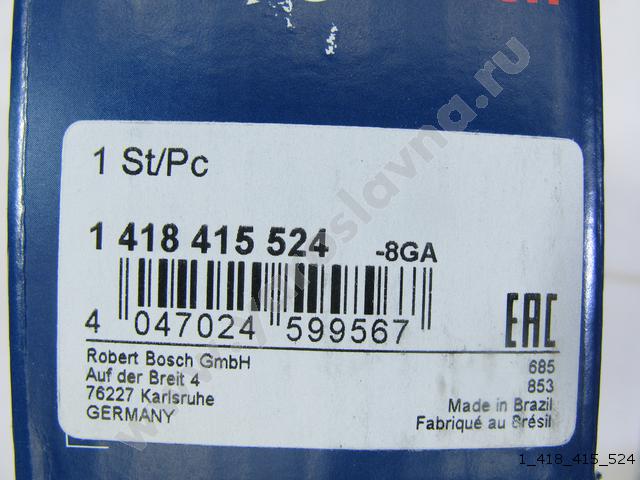 1 St/Pc
1 418 415 524 -8GA
4 047024 599567
EAC
Robert Bosch GmbH
Auf der Breit 4
76227 Karlsruhe
GERMANY
685
853
Made in Brazil
Fabriqué au Brésil
1_418_415_524